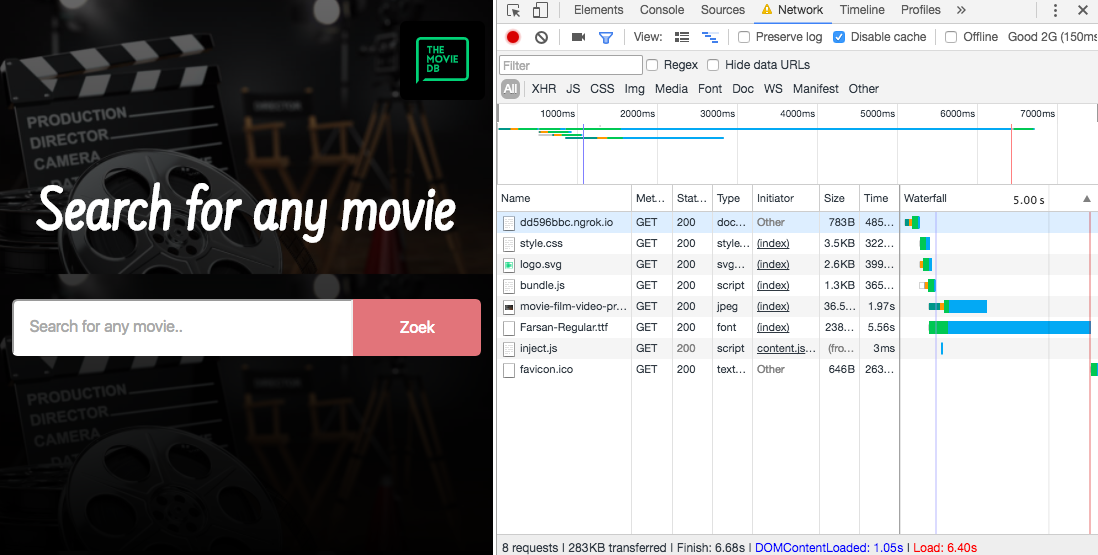 THE
MOVIE
DB
PRODUCTION
DIRECTOR
CAMERA
DATE
DIRECTOR
Search for any movie
Search for any movie..
Zoek
PRODUCTION
DIRECTOR
CAMERA
Elements Console Sources Network Timeline Profiles »
View: Preserve log Disable cache Offline Good 2G (150ms
Filter Regex Hide data URLs
All XHR JS CSS Img Media Font Doc WS Manifest Other
1000ms 2000ms 3000ms 4000ms 5000ms 6000ms 7000ms
Name Met... Stat... Type Initiator Size Time Waterfall 5.00 s
dd596bbc.ngrok.io GET 200 doc... Other 783B 485...
style.css GET 200 style... (index) 3.5KB 322...
logo.svg GET 200 svg... (index) 2.6KB 399...
bundle.js GET 200 script (index) 1.3KB 365...
movie-film-video-pr... GET 200 jpeg (index) 36.5... 1.97s
Farsan-Regular.ttf GET 200 font (index) 238... 5.56s
inject.js GET 200 script content.js... (fro... 3ms
favicon.ico GET 200 text... Other 646B 263...
8 requests | 283KB transferred | Finish: 6.68s | DOMContentLoaded: 1.05s | Load: 6.40s